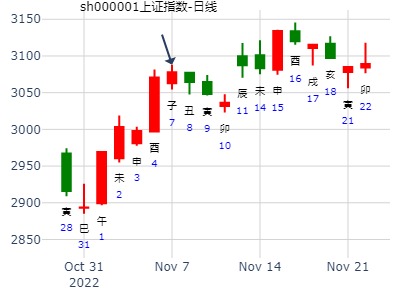 sh000001上证指数-日线
3150
3100
3050
3000
2950
2900
2850
寅
28
巳
31
午
1
未
2
申
3
酉
4
子
7
丑
8
寅
9
卯
10
辰
11
未
14
申
15
酉
16
戌
17
亥
18
寅
21
卯
22
Oct 31
2022
Nov 7
Nov 14
Nov 21